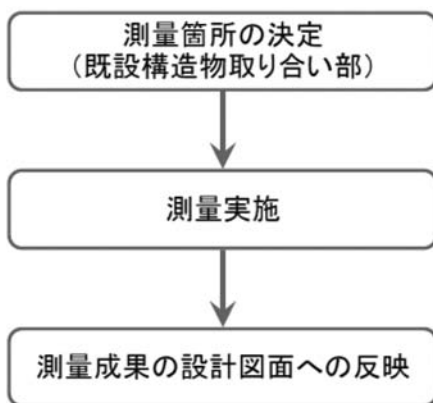 測量箇所の決定
（既設構造物取り合い部）
測量実施
測量成果の設計図面への反映